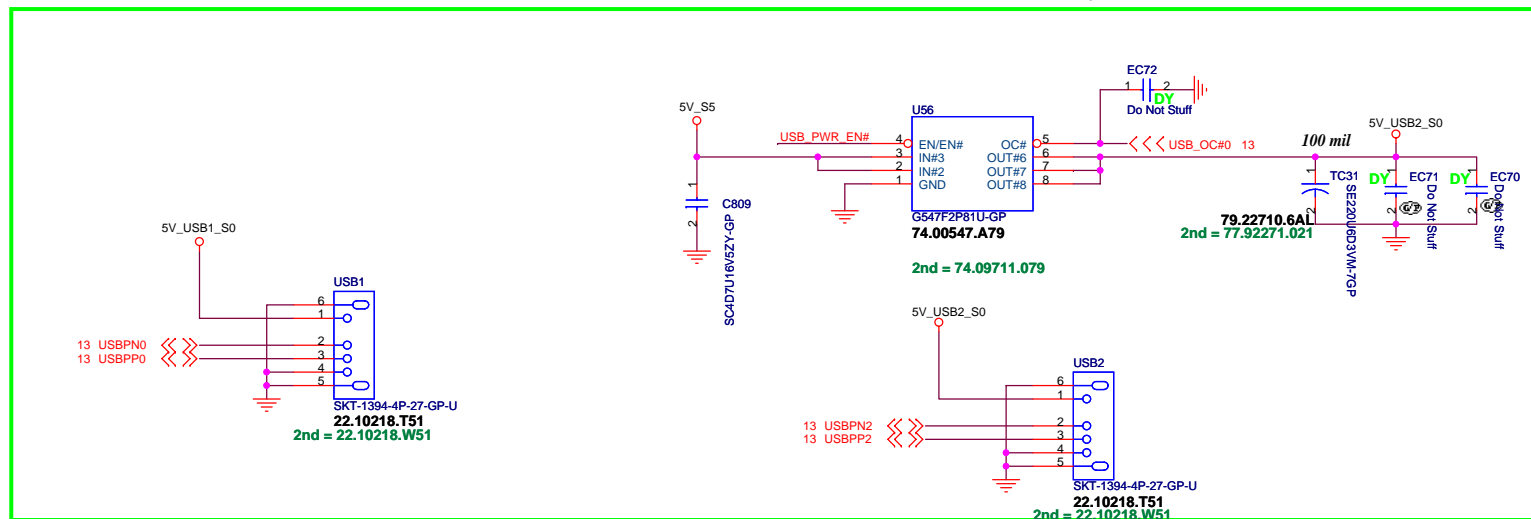 5V_USB1_S0
USB1
6
1
13 USBPN0
2
13 USBPP0
3
4
5
SKT-1394-4P-27-GP-U
22.10218.T51
2nd = 22.10218.W51
5V_S5
1
C809
2
SC4D7U16V5ZY-GP
U56
USB_PWR_EN#
4 EN/EN# OC# 5
3 IN#3 OUT#6 6
2 IN#2 OUT#7 7
1 GND OUT#8 8
G547F2P81U-GP
74.00547.A79
2nd = 74.09711.079
EC72
1 2
DY
Do Not Stuff
USB_OC#0 13
100 mil
5V_USB2_S0
1
TC31
2
SE220U6D3VM-7GP
79.22710.6AL
2nd = 77.92271.021
1
DY EC71
2
Do Not Stuff
1
DY EC70
2
Do Not Stuff
5V_USB2_S0
USB2
6
1
13 USBPN2
2
13 USBPP2
3
4
5
SKT-1394-4P-27-GP-U
22.10218.T51
2nd = 22.10218.W51